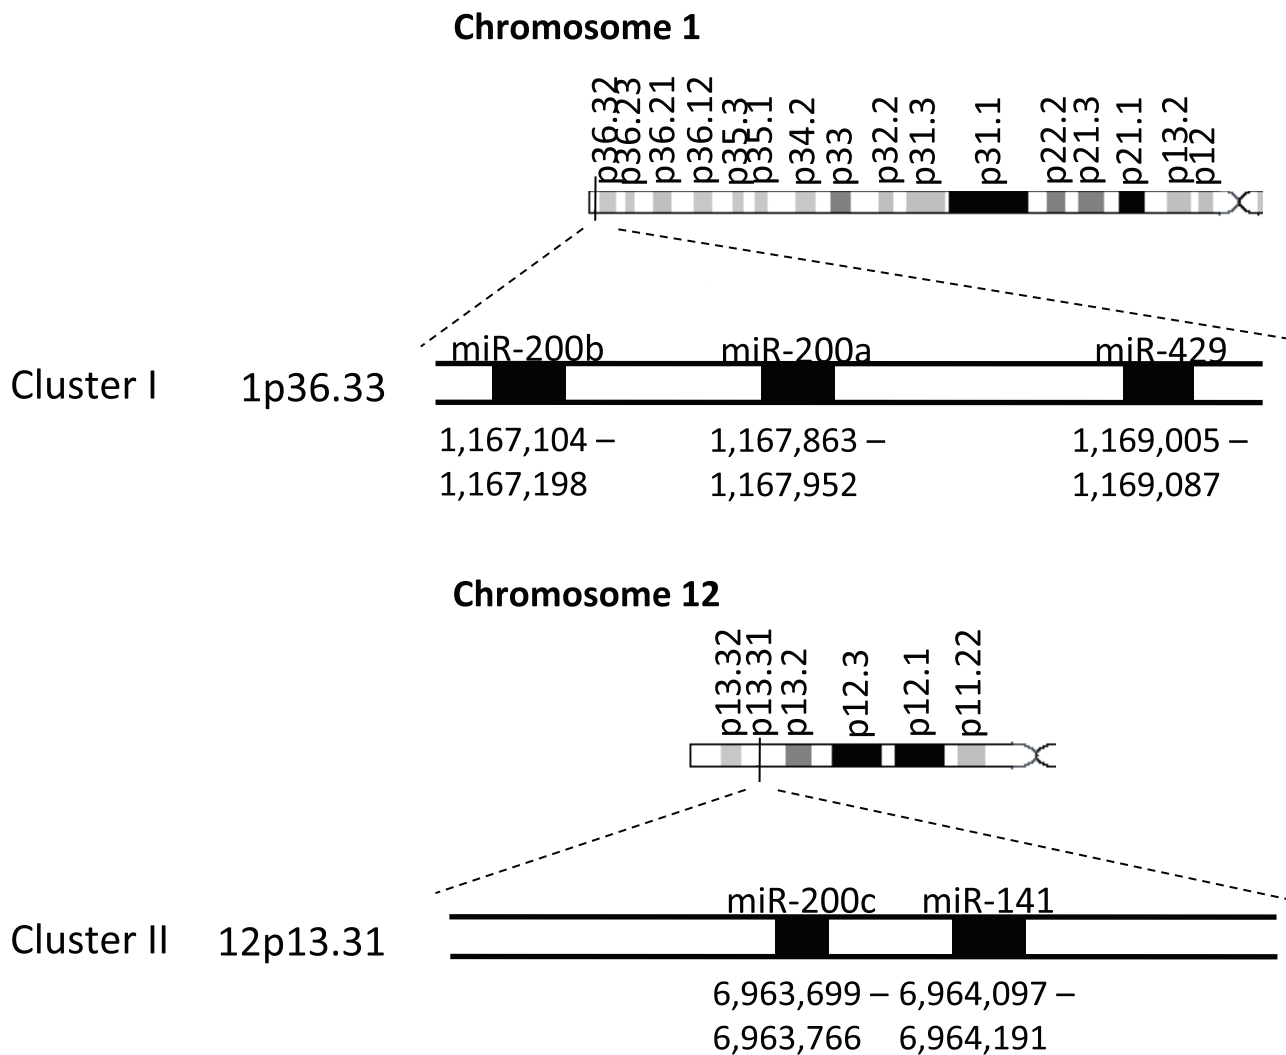 Chromosome 1
p36.32 p36.23 p36.21 p36.12 p35.3 p35.1 p34.2 p33 p32.2 p31.3 p31.1 p22.2 p21.3 p21.1 p13.2 p12
miR-200b miR-200a miR-429
Cluster I 1p36.33
1,167,104 – 1,167,863 – 1,169,005 –
1,167,198 1,167,952 1,169,087
Chromosome 12
p13.32 p13.31 p13.2 p12.3 p12.1 p11.22
miR-200c miR-141
Cluster II 12p13.31
6,963,699 – 6,964,097 –
6,963,766 6,964,191